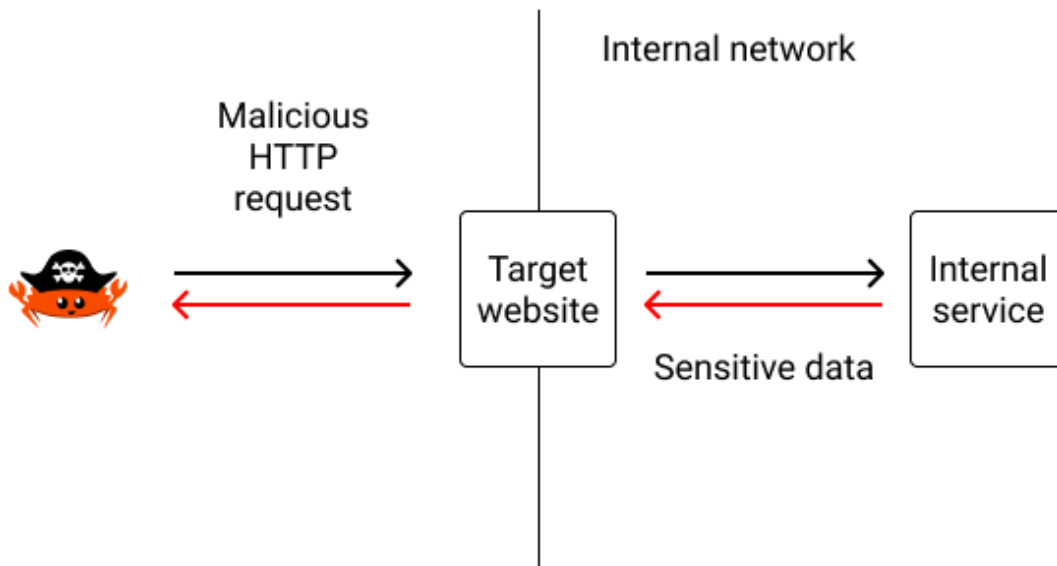 Internal network
Malicious
HTTP
request
Target
website
Internal
service
Sensitive data